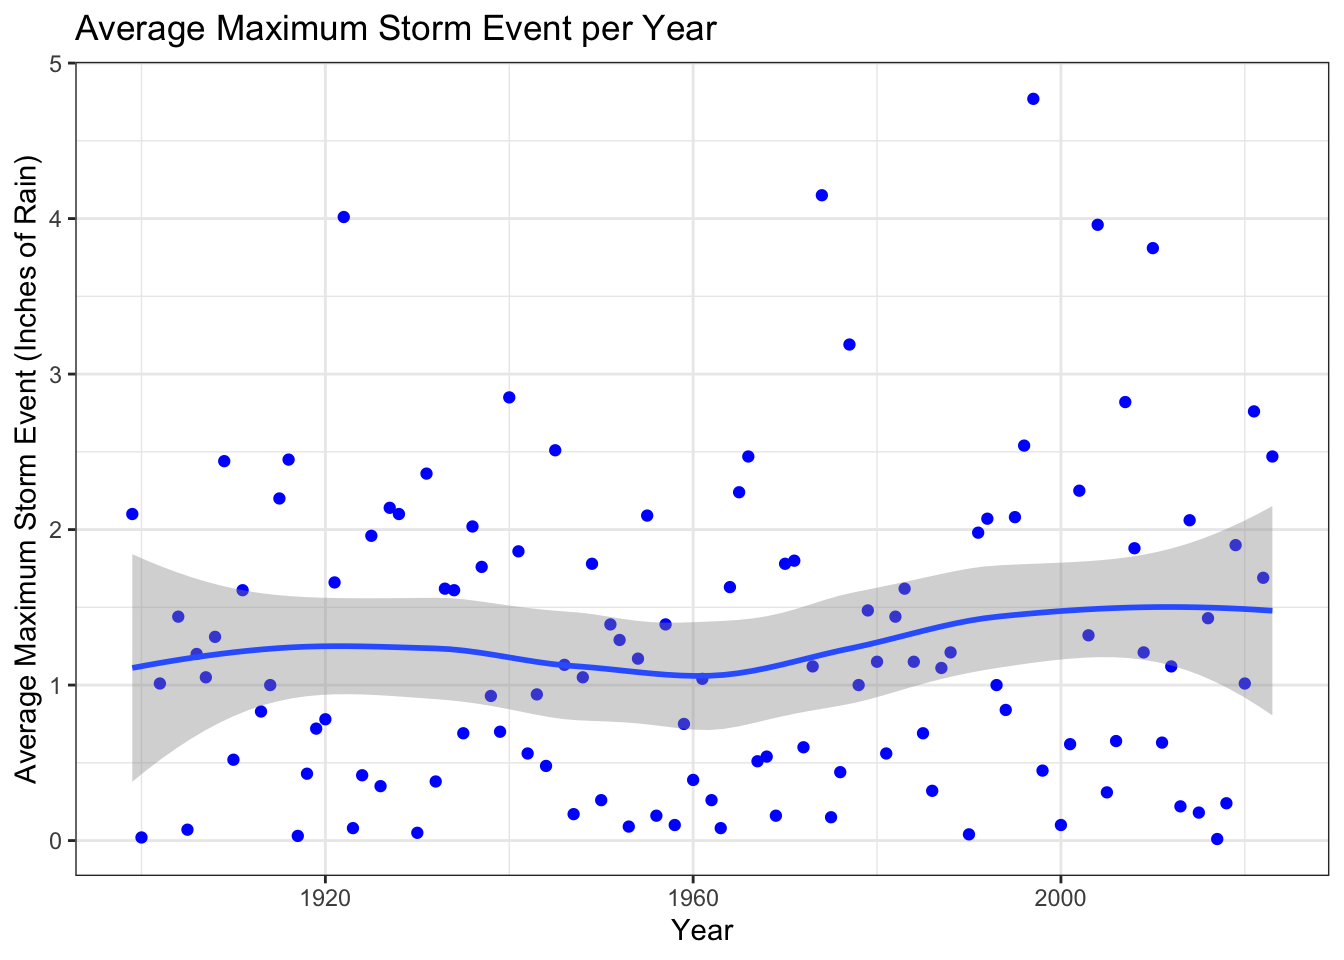 Average Maximum Storm Event per Year
Average Maximum Storm Event (Inches of Rain)
5
4
3
2
1
0
1920 1960 2000
Year